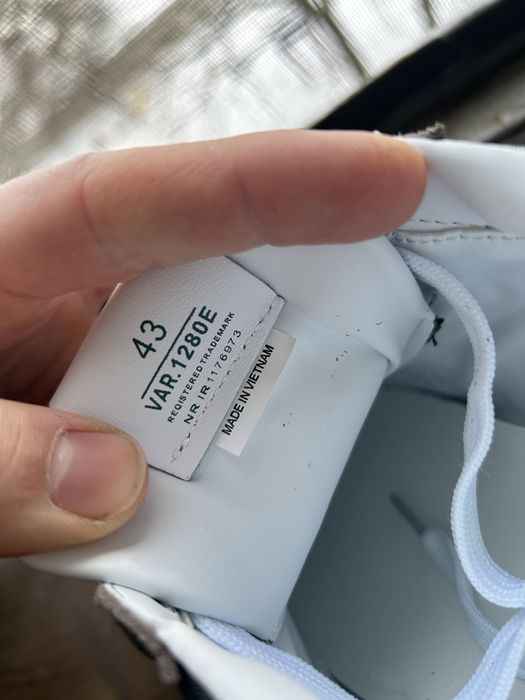 43
VAR.1280E
REGISTERED TRADEMARK
NR IR 1176973
MADE IN VIETNAM